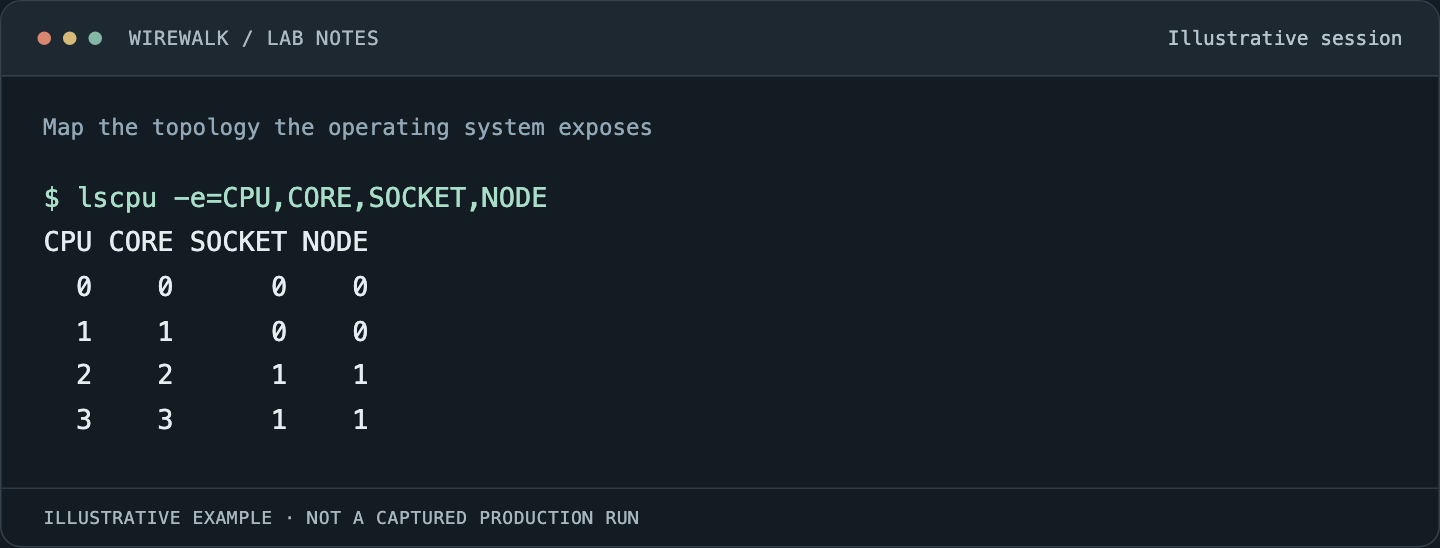 WIREWALK / LAB NOTES
Illustrative session
Map the topology the operating system exposes
$ lscpu -e=CPU,CORE,SOCKET,NODE
CPU CORE SOCKET NODE
  0    0      0    0
  1    1      0    0
  2    2      1    1
  3    3      1    1
ILLUSTRATIVE EXAMPLE · NOT A CAPTURED PRODUCTION RUN